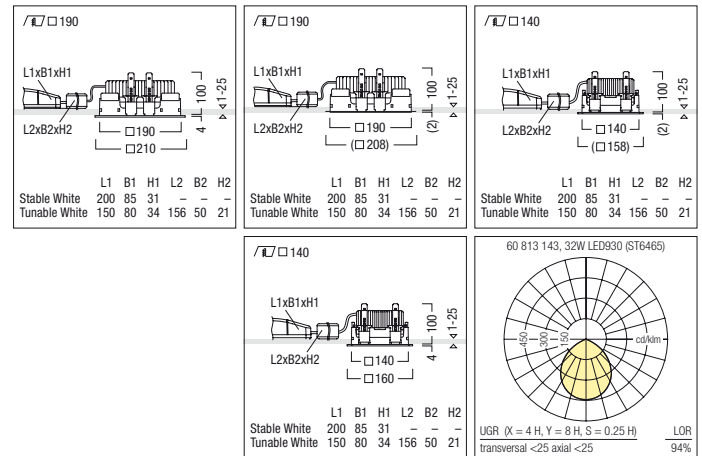 □190
L1xB1xH1
L2xB2xH2
100
1-25
4
□190
□210
L1 B1 H1 L2 B2 H2
Stable White 200 85 31 – – –
Tunable White 150 80 34 156 50 21
□190
L1xB1xH1
L2xB2xH2
100
1-25
(2)
□190
(□208)
L1 B1 H1 L2 B2 H2
Stable White 200 85 31 – – –
Tunable White 150 80 34 156 50 21
□140
L1xB1xH1
L2xB2xH2
100
1-25
(2)
□140
(□158)
L1 B1 H1 L2 B2 H2
Stable White 200 85 31 – – –
Tunable White 150 80 34 156 50 21
□140
L1xB1xH1
L2xB2xH2
100
1-25
4
□140
□160
L1 B1 H1 L2 B2 H2
Stable White 200 85 31 – – –
Tunable White 150 80 34 156 50 21
60 813 143, 32W LED930 (ST6465)
450 300 150 cd/klm
UGR (X = 4 H, Y = 8 H, S = 0.25 H) LOR
transversal <25 axial <25 94%